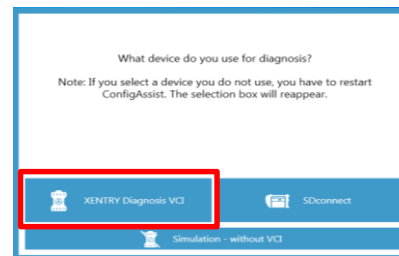 What device do you use for diagnosis?
Note: If you select a device you do not use, you have to restart
ConfigAssist. The selection box will reappear.
XENTRY Diagnosis VCI
SDconnect
Simulation - without VCI